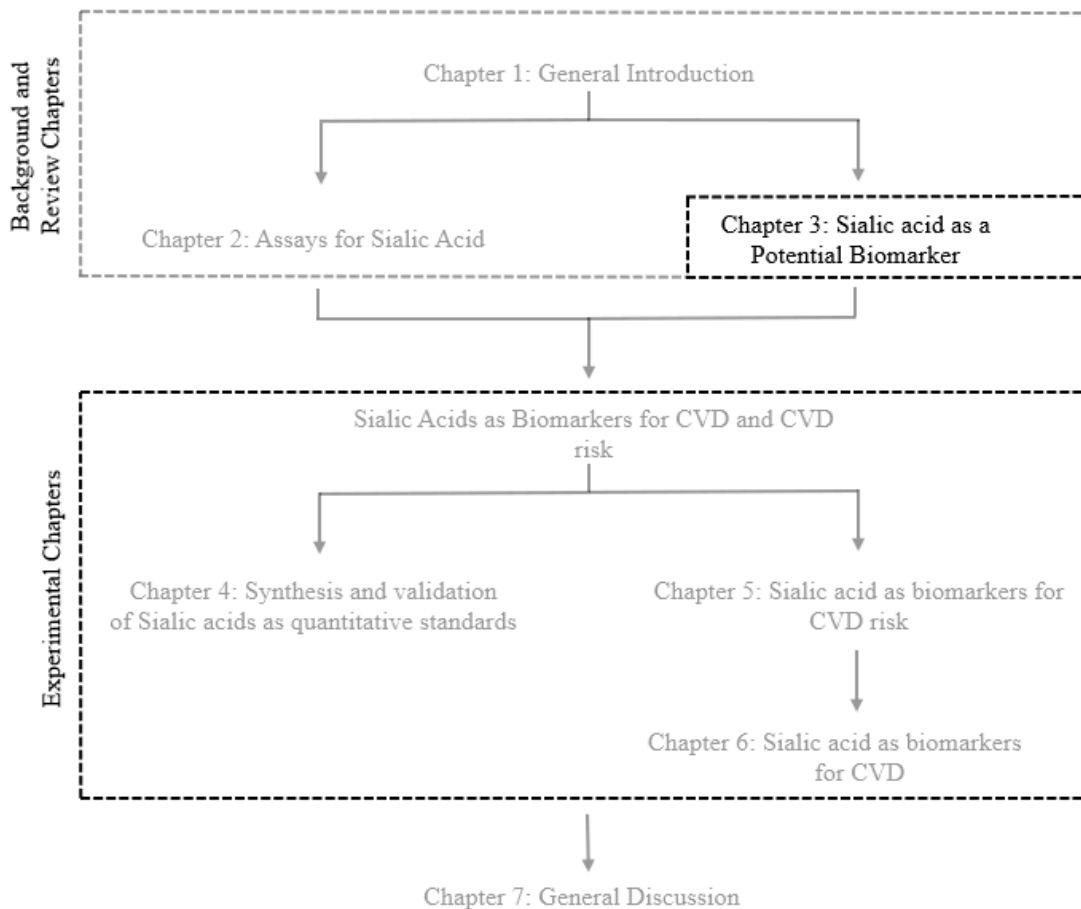 Background and
Review Chapters
Chapter 1: General Introduction
Chapter 2: Assays for Sialic Acid
Chapter 3: Sialic acid as a
Potential Biomarker
Experimental Chapters
Sialic Acids as Biomarkers for CVD and CVD
risk
Chapter 4: Synthesis and validation
of Sialic acids as quantitative standards
Chapter 5: Sialic acid as biomarkers for
CVD risk
Chapter 6: Sialic acid as biomarkers
for CVD
Chapter 7: General Discussion